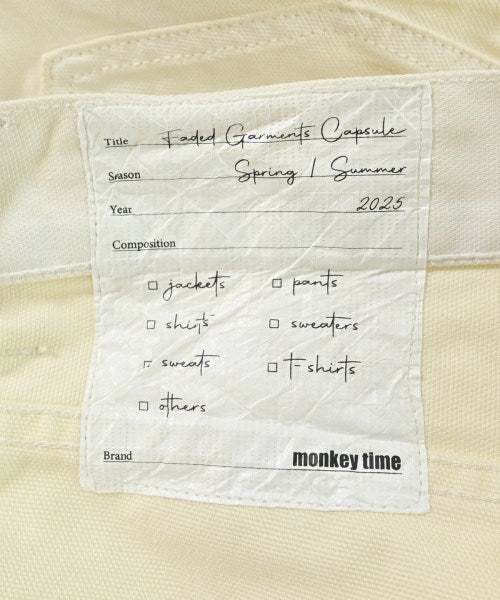 Title Faded Garments Capsule
Season Spring / Summer
Year 2025
Composition
jackets pants
shirts sweaters
sweats t-shirts
others
Brand monkey time